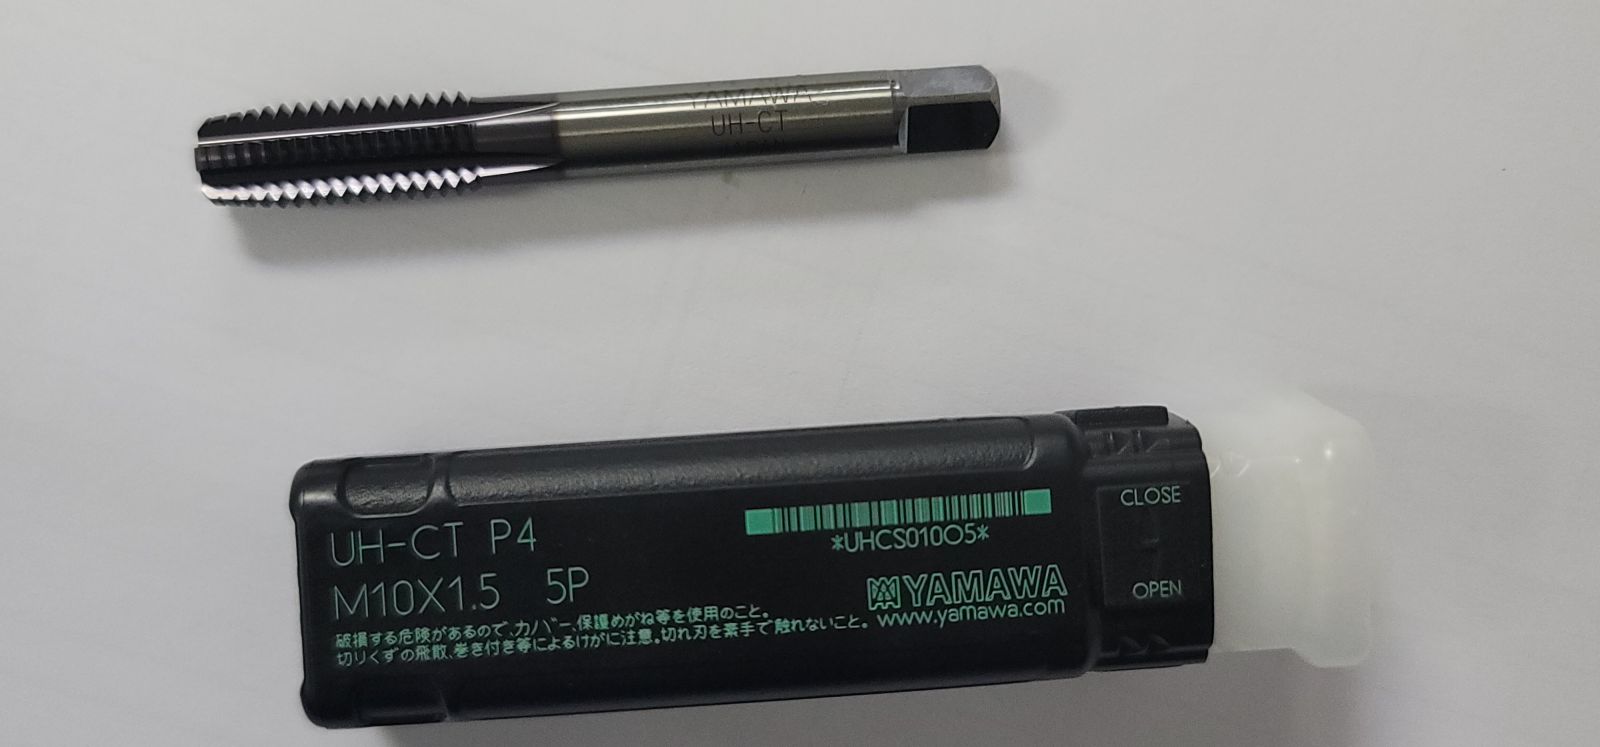 YAMAWA
UH-CT
JAPAN
UH-CT P4
M10X1.5 5P
*UHCS010O5*
YAMAWA
www.yamawa.com
破損する危険があるので、カバー、保護めがね等を使用のこと。
切りくずの飛散、巻き付き等によるけがに注意。切れ刃を素手で触れないこと。
CLOSE
OPEN